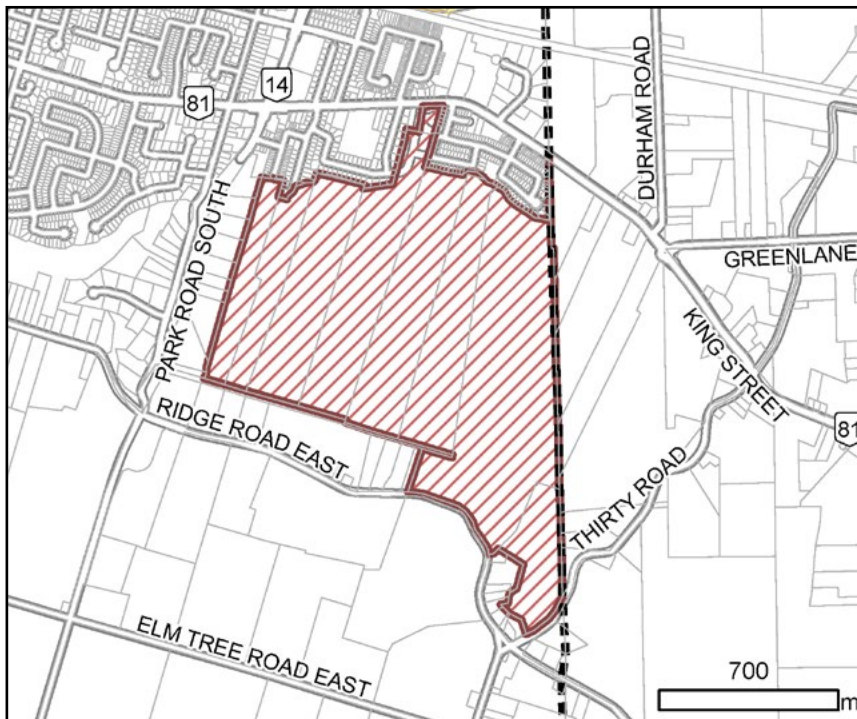 DURHAM ROAD
14
81
PARK ROAD SOUTH
GREENLANE
KING STREET
81
RIDGE ROAD EAST
THIRTY ROAD
ELM TREE ROAD EAST
700
m